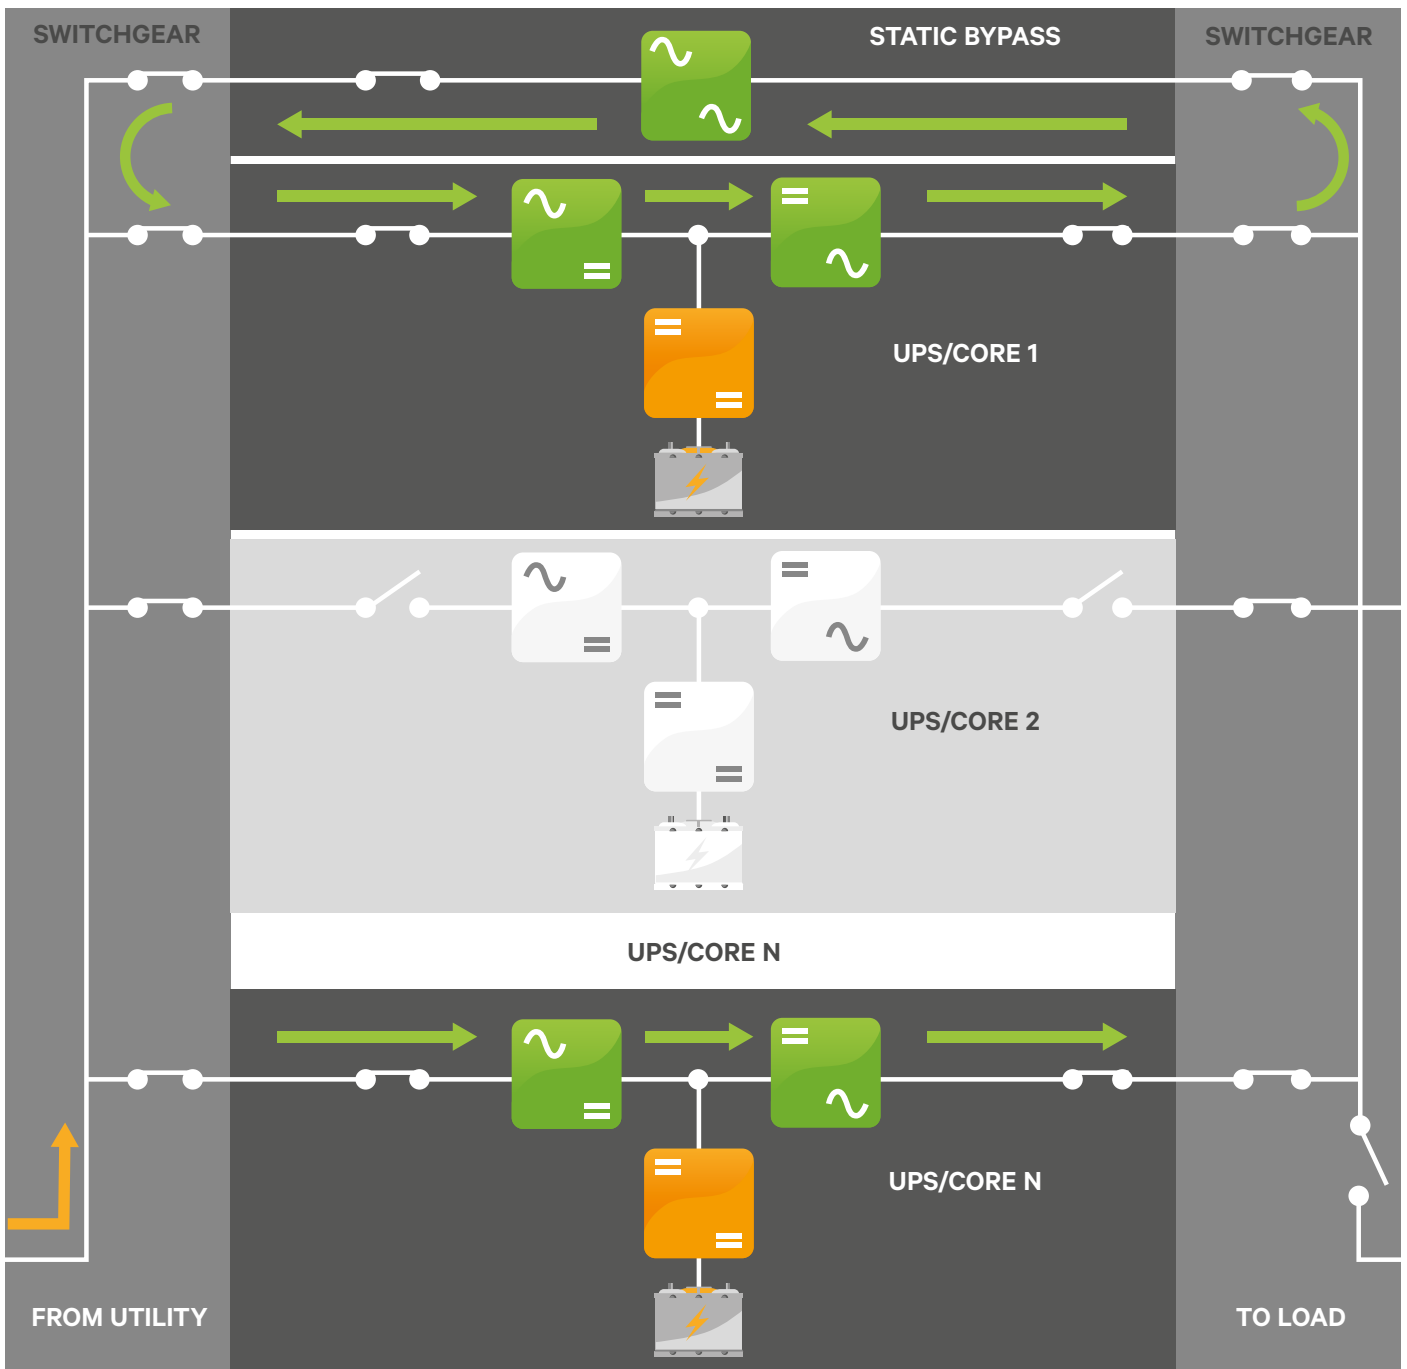 SWITCHGEAR
STATIC BYPASS
SWITCHGEAR
UPS/CORE 1
UPS/CORE 2
UPS/CORE N
UPS/CORE N
FROM UTILITY
TO LOAD